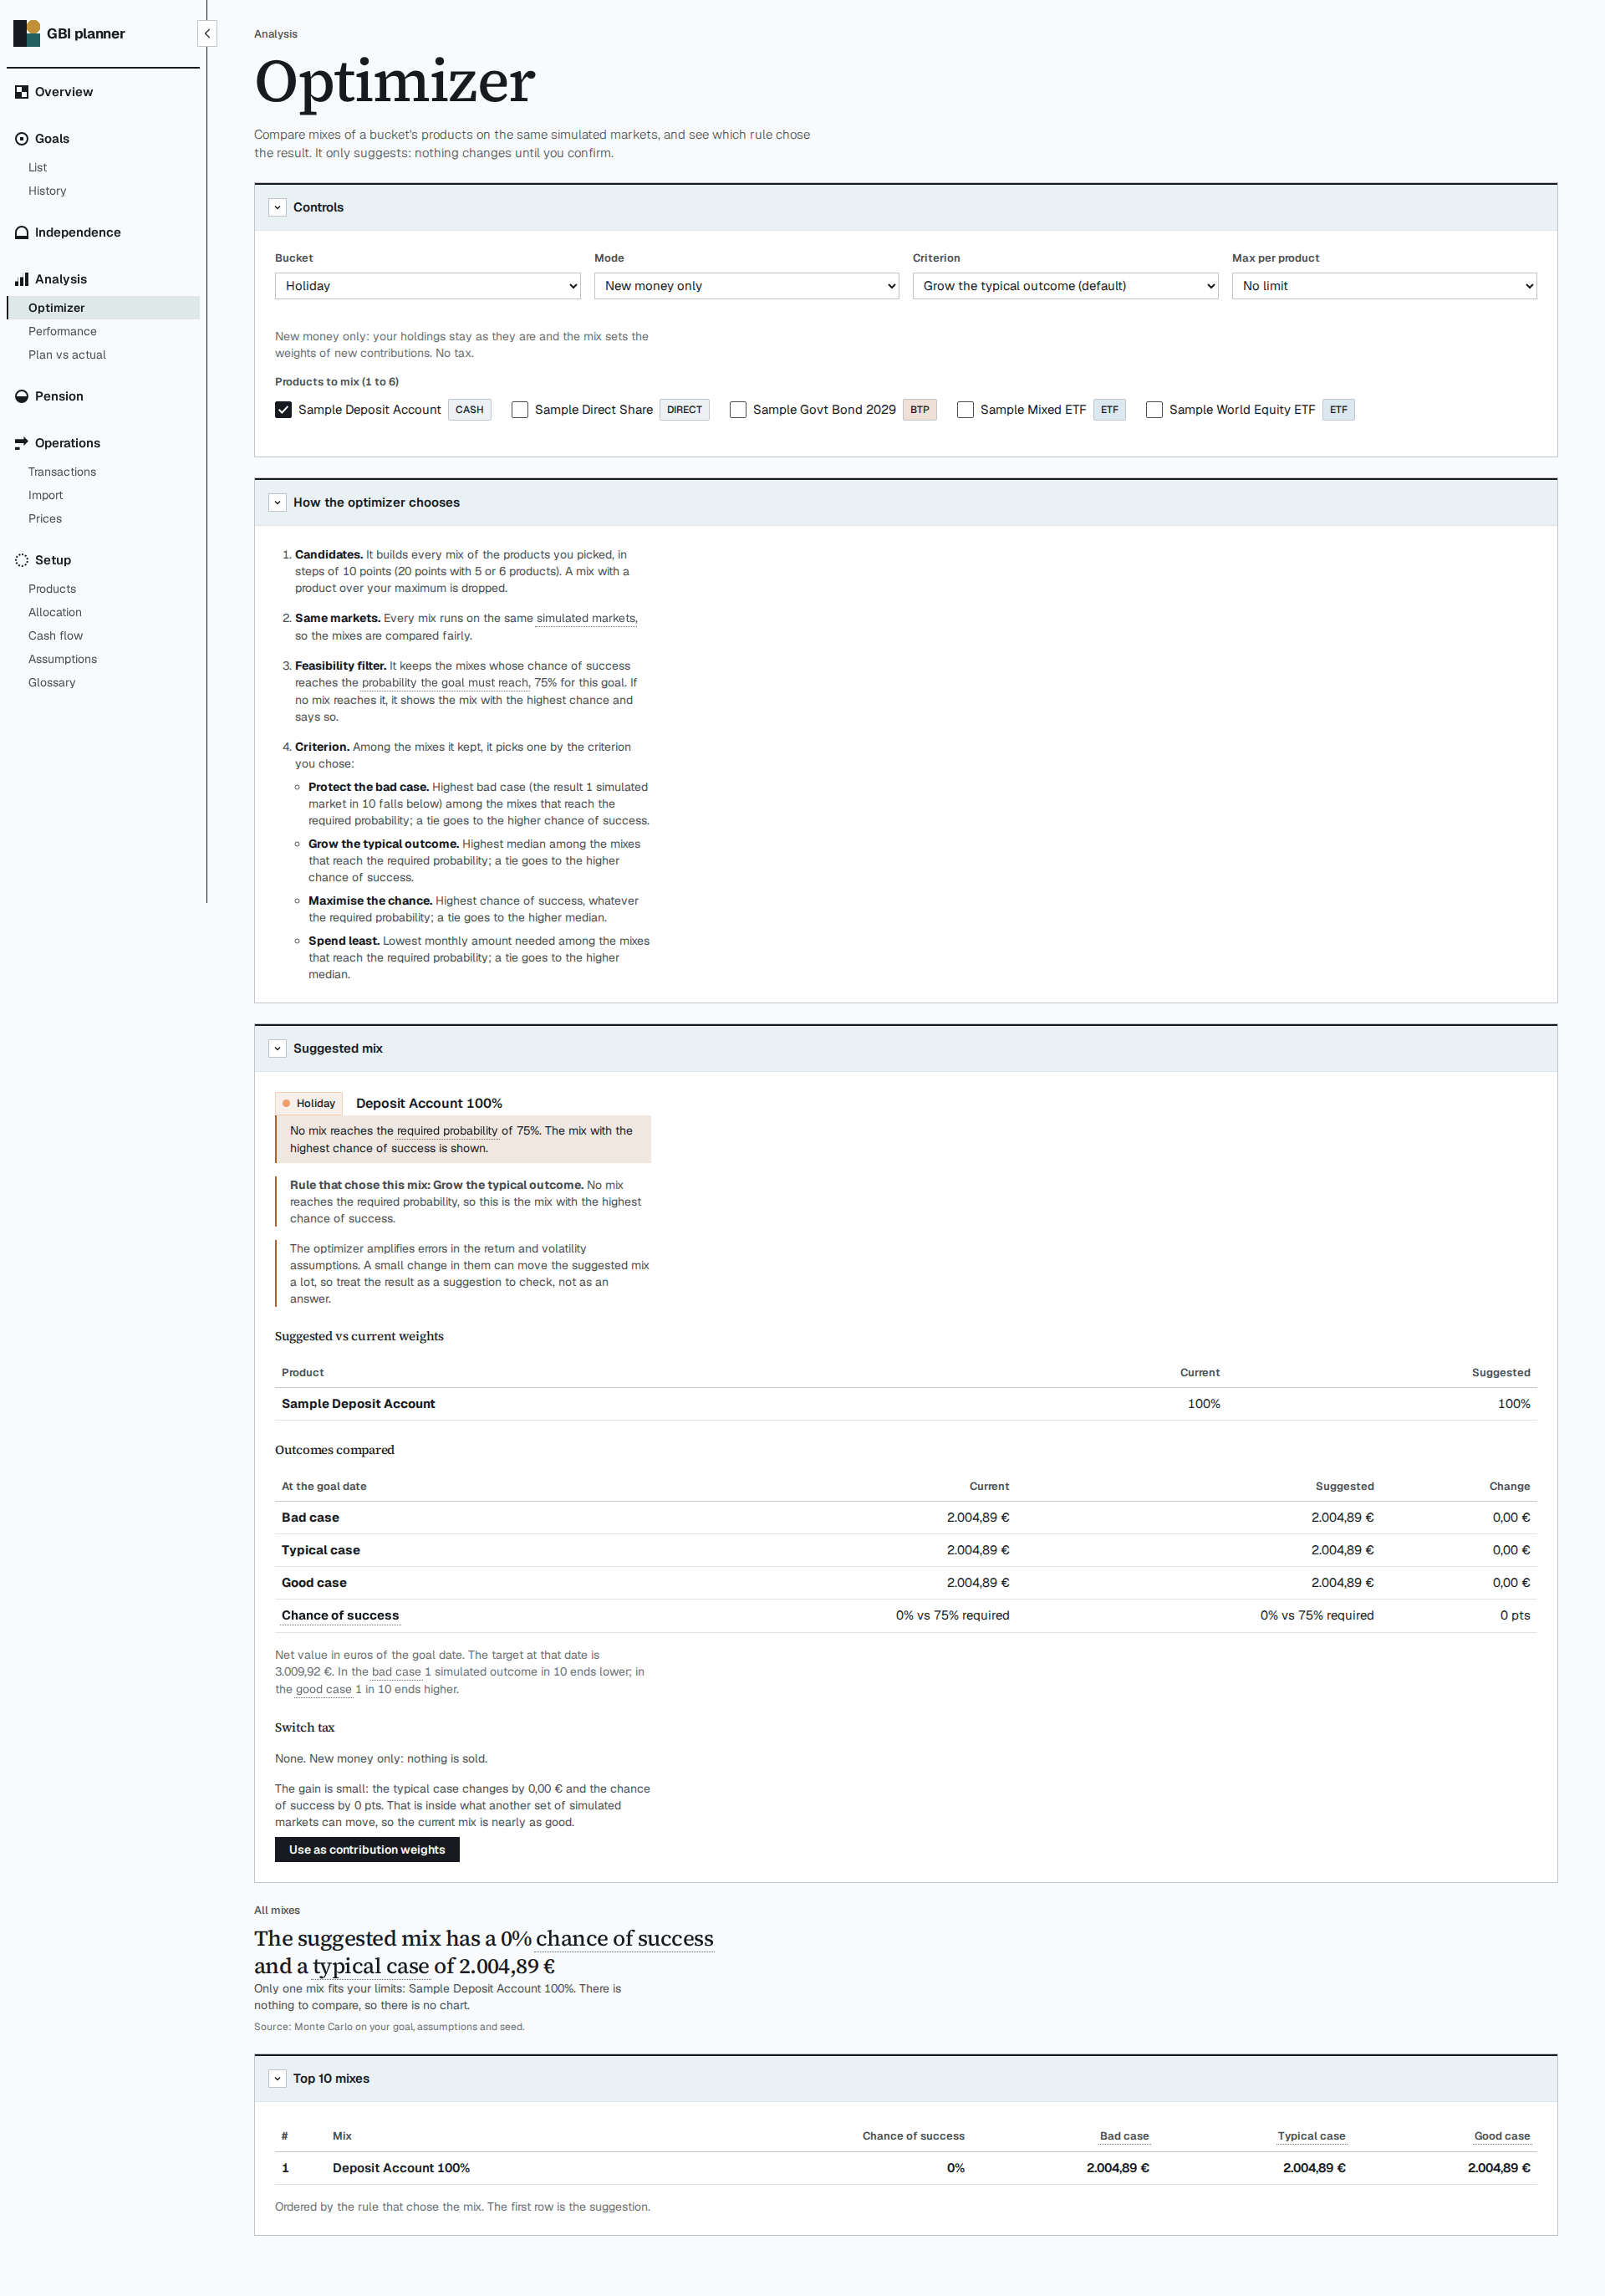 GBI planner
Overview
Goals
List
History
Independence
Analysis
Optimizer
Performance
Plan vs actual
Pension
Operations
Transactions
Import
Prices
Setup
Products
Allocation
Cash flow
Assumptions
Glossary
Analysis
Optimizer
Compare mixes of a bucket's products on the same simulated markets, and see which rule chose
the result. It only suggests: nothing changes until you confirm.
Controls
Bucket Mode Criterion Max per product
Holiday New money only Grow the typical outcome (default) No limit
New money only: your holdings stay as they are and the mix sets the
weights of new contributions. No tax.
Products to mix (1 to 6)
Sample Deposit Account CASH Sample Direct Share DIRECT Sample Govt Bond 2029 BTP Sample Mixed ETF ETF Sample World Equity ETF ETF
How the optimizer chooses
1. Candidates. It builds every mix of the products you picked, in
steps of 10 points (20 points with 5 or 6 products). A mix with a
product over your maximum is dropped.
2. Same markets. Every mix runs on the same simulated markets,
so the mixes are compared fairly.
3. Feasibility filter. It keeps the mixes whose chance of success
reaches the probability the goal must reach, 75% for this goal. If
no mix reaches it, it shows the mix with the highest chance and
says so.
4. Criterion. Among the mixes it kept, it picks one by the criterion
you chose:
Protect the bad case. Highest bad case (the result 1 simulated
market in 10 falls below) among the mixes that reach the
required probability; a tie goes to the higher chance of success.
Grow the typical outcome. Highest median among the mixes
that reach the required probability; a tie goes to the higher
chance of success.
Maximise the chance. Highest chance of success, whatever
the required probability; a tie goes to the higher median.
Spend least. Lowest monthly amount needed among the mixes
that reach the required probability; a tie goes to the higher
median.
Suggested mix
Holiday Deposit Account 100%
No mix reaches the required probability of 75%. The mix with the
highest chance of success is shown.
Rule that chose this mix: Grow the typical outcome. No mix
reaches the required probability, so this is the mix with the highest
chance of success.
The optimizer amplifies errors in the return and volatility
assumptions. A small change in them can move the suggested mix
a lot, so treat the result as a suggestion to check, not as an
answer.
Suggested vs current weights
Product Current Suggested
Sample Deposit Account 100% 100%
Outcomes compared
At the goal date Current Suggested Change
Bad case 2.004,89 € 2.004,89 € 0,00 €
Typical case 2.004,89 € 2.004,89 € 0,00 €
Good case 2.004,89 € 2.004,89 € 0,00 €
Chance of success 0% vs 75% required 0% vs 75% required 0 pts
Net value in euros of the goal date. The target at that date is
3.009,92 €. In the bad case 1 simulated outcome in 10 ends lower; in
the good case 1 in 10 ends higher.
Switch tax
None. New money only: nothing is sold.
The gain is small: the typical case changes by 0,00 € and the chance
of success by 0 pts. That is inside what another set of simulated
markets can move, so the current mix is nearly as good.
Use as contribution weights
All mixes
The suggested mix has a 0% chance of success
and a typical case of 2.004,89 €
Only one mix fits your limits: Sample Deposit Account 100%. There is
nothing to compare, so there is no chart.
Source: Monte Carlo on your goal, assumptions and seed.
Top 10 mixes
# Mix Chance of success Bad case Typical case Good case
1 Deposit Account 100% 0% 2.004,89 € 2.004,89 € 2.004,89 €
Ordered by the rule that chose the mix. The first row is the suggestion.